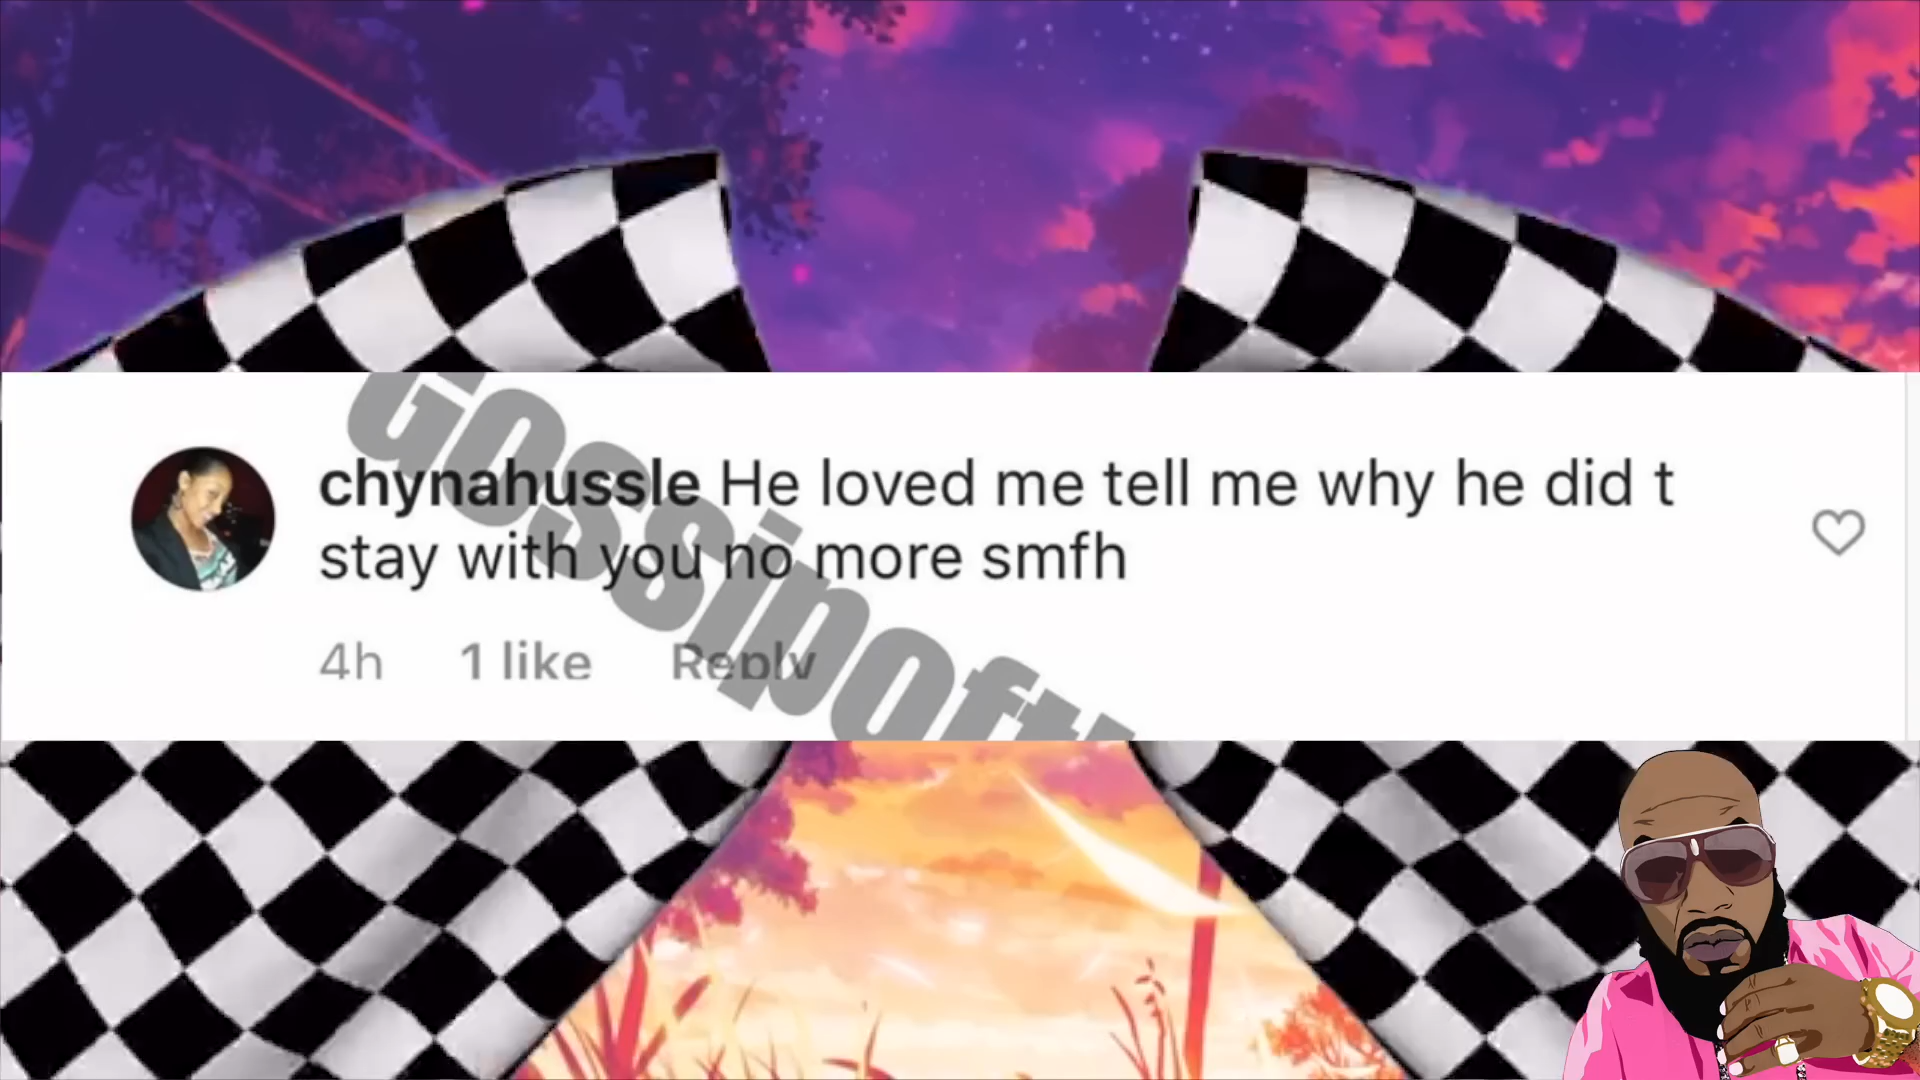 chynahussle He loved me tell me why he did t
stay with you no more smfh
4h 1 like Reply
Gossipofth